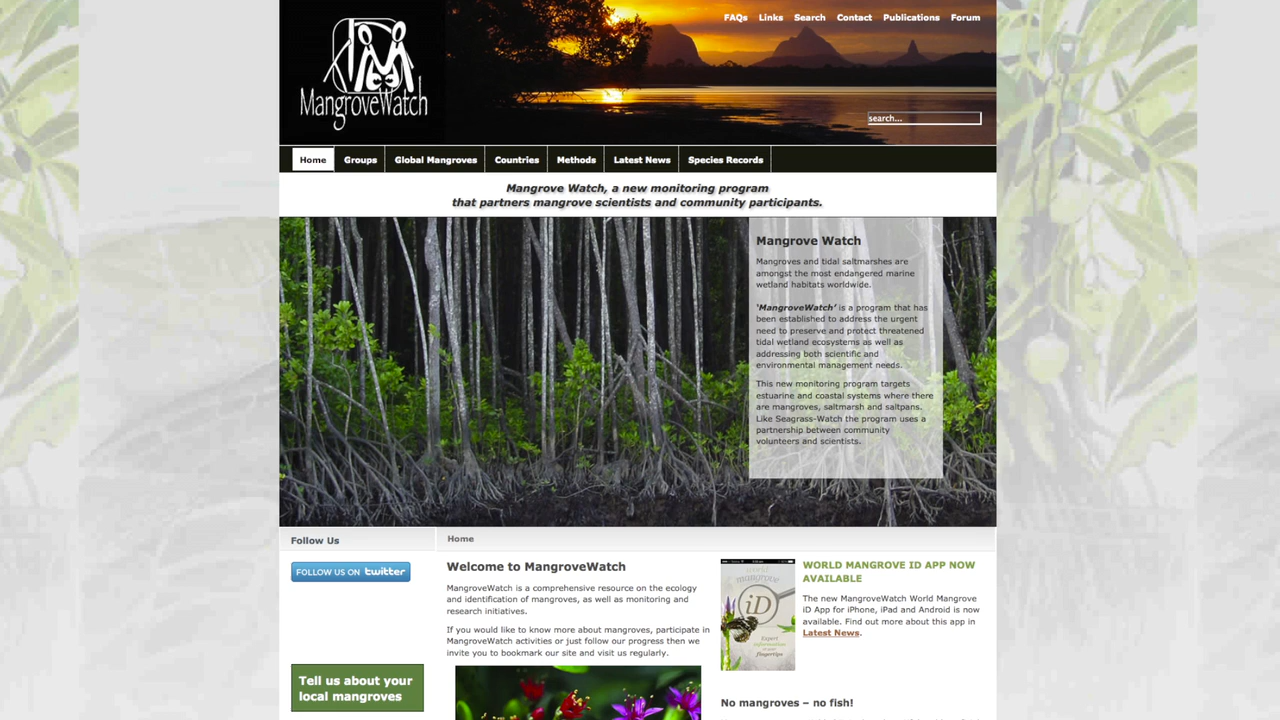 FAQs Links Search Contact Publications Forum
MangroveWatch
search...
Home Groups Global Mangroves Countries Methods Latest News Species Records
Mangrove Watch, a new monitoring program
that partners mangrove scientists and community participants.
Mangrove Watch
Mangroves and tidal saltmarshes are
amongst the most endangered marine
wetland habitats worldwide.
'MangroveWatch' is a program that has
been established to address the urgent
need to preserve and protect threatened
tidal wetland ecosystems as well as
addressing both scientific and
environmental management needs.
This new monitoring program targets
estuarine and coastal systems where there
are mangroves, saltmarsh and saltpans.
Like Seagrass-Watch the program uses a
partnership between community
volunteers and scientists.
Follow Us
FOLLOW US ON twitter
Tell us about your
local mangroves
Home
Welcome to MangroveWatch
MangroveWatch is a comprehensive resource on the ecology
and identification of mangroves, as well as monitoring and
research initiatives.
If you would like to know more about mangroves, participate in
MangroveWatch activities or just follow our progress then we
invite you to bookmark our site and visit us regularly.
world
mangrove
iD
Expert
information
at your
fingertips
WORLD MANGROVE ID APP NOW
AVAILABLE
The new MangroveWatch World Mangrove
iD App for iPhone, iPad and Android is now
available. Find out more about this app in
Latest News.
No mangroves – no fish!